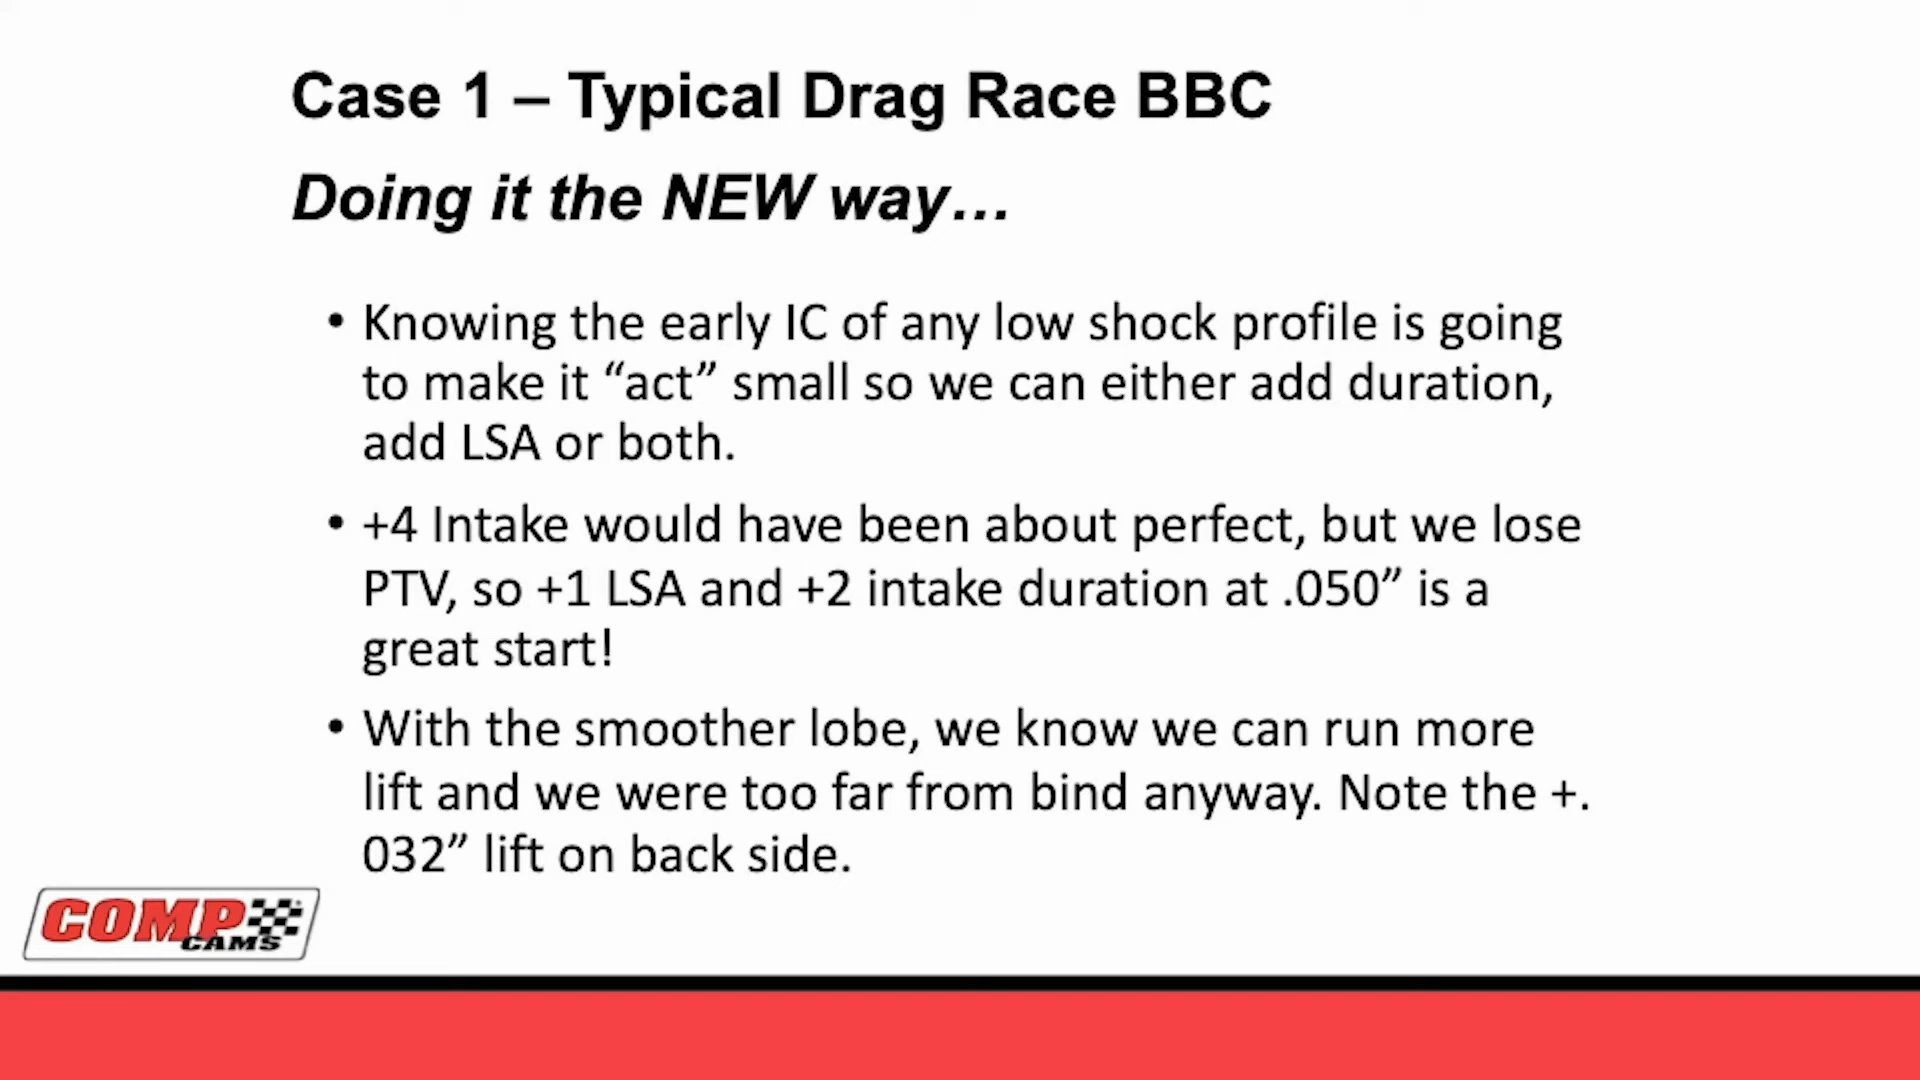 Case 1 – Typical Drag Race BBC
Doing it the NEW way…
• Knowing the early IC of any low shock profile is going
to make it “act” small so we can either add duration,
add LSA or both.
• +4 Intake would have been about perfect, but we lose
PTV, so +1 LSA and +2 intake duration at .050” is a
great start!
• With the smoother lobe, we know we can run more
lift and we were too far from bind anyway. Note the +.
032” lift on back side.
COMP
CAMS